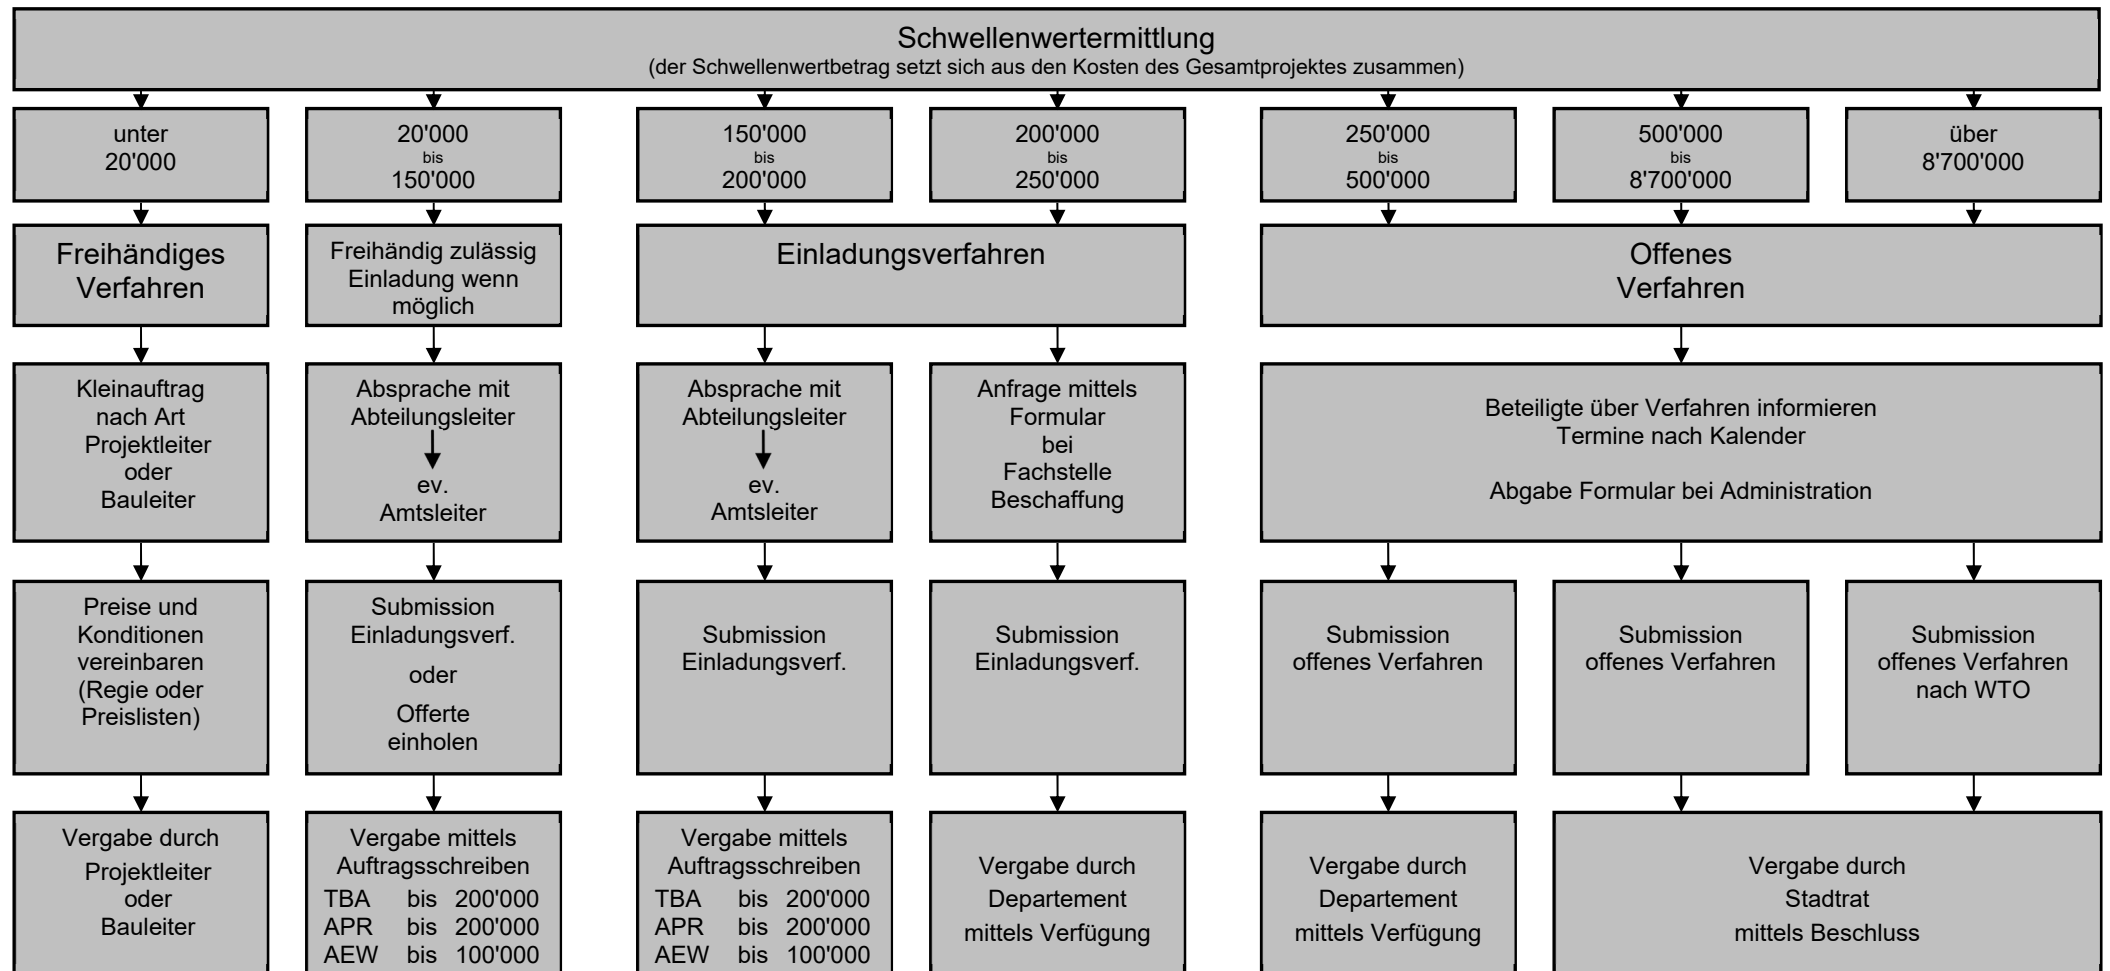 Schwellenwertermittlung
(der Schwellenwertbetrag setzt sich aus den Kosten des Gesamtprojektes zusammen)
unter
20'000
20'000
bis
150'000
150'000
bis
200'000
200'000
bis
250'000
250'000
bis
500'000
500'000
bis
8'700'000
über
8'700'000
Freihändiges
Verfahren
Freihändig zulässig
Einladung wenn
möglich
Einladungsverfahren
Offenes
Verfahren
Kleinauftrag
nach Art
Projektleiter
oder
Bauleiter
Absprache mit
Abteilungsleiter
ev.
Amtsleiter
Absprache mit
Abteilungsleiter
ev.
Amtsleiter
Anfrage mittels
Formular
bei
Fachstelle
Beschaffung
Beteiligte über Verfahren informieren
Termine nach Kalender
Abgabe Formular bei Administration
Preise und
Konditionen
vereinbaren
(Regie oder
Preislisten)
Submission
Einladungsverf.
oder
Offerte
einholen
Submission
Einladungsverf.
Submission
Einladungsverf.
Submission
offenes Verfahren
Submission
offenes Verfahren
Submission
offenes Verfahren
nach WTO
Vergabe durch
Projektleiter
oder
Bauleiter
Vergabe mittels
Auftragsschreiben
TBA bis 200'000
APR bis 200'000
AEW bis 100'000
Vergabe mittels
Auftragsschreiben
TBA bis 200'000
APR bis 200'000
AEW bis 100'000
Vergabe durch
Departement
mittels Verfügung
Vergabe durch
Departement
mittels Verfügung
Vergabe durch
Stadtrat
mittels Beschluss